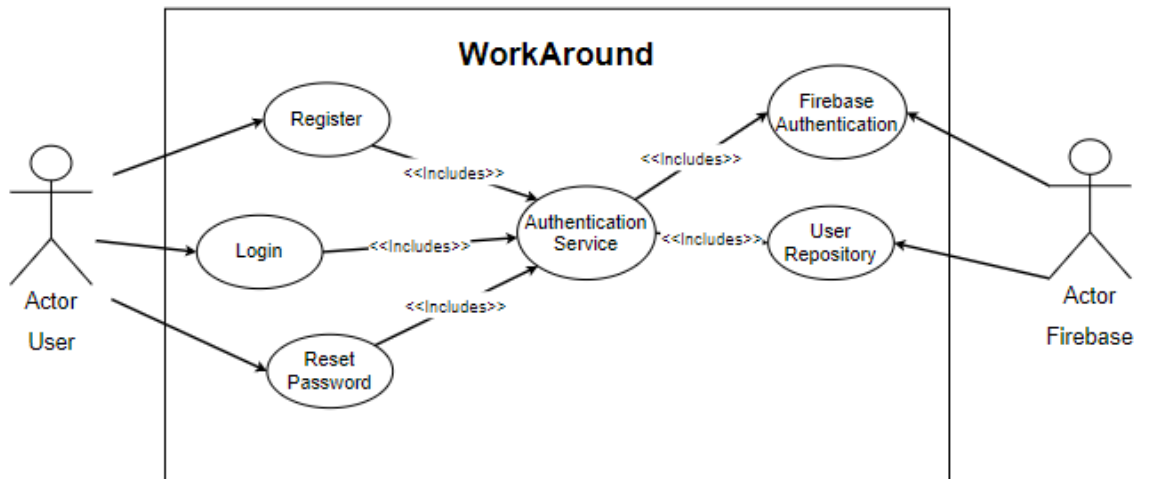 WorkAround
Register
Firebase
Authentication
<<Includes>>
<<Includes>>
Login
<<Includes>>
Authentication
Service
<<Includes>>
User
Repository
<<Includes>>
Reset
Password
Actor
User
Actor
Firebase